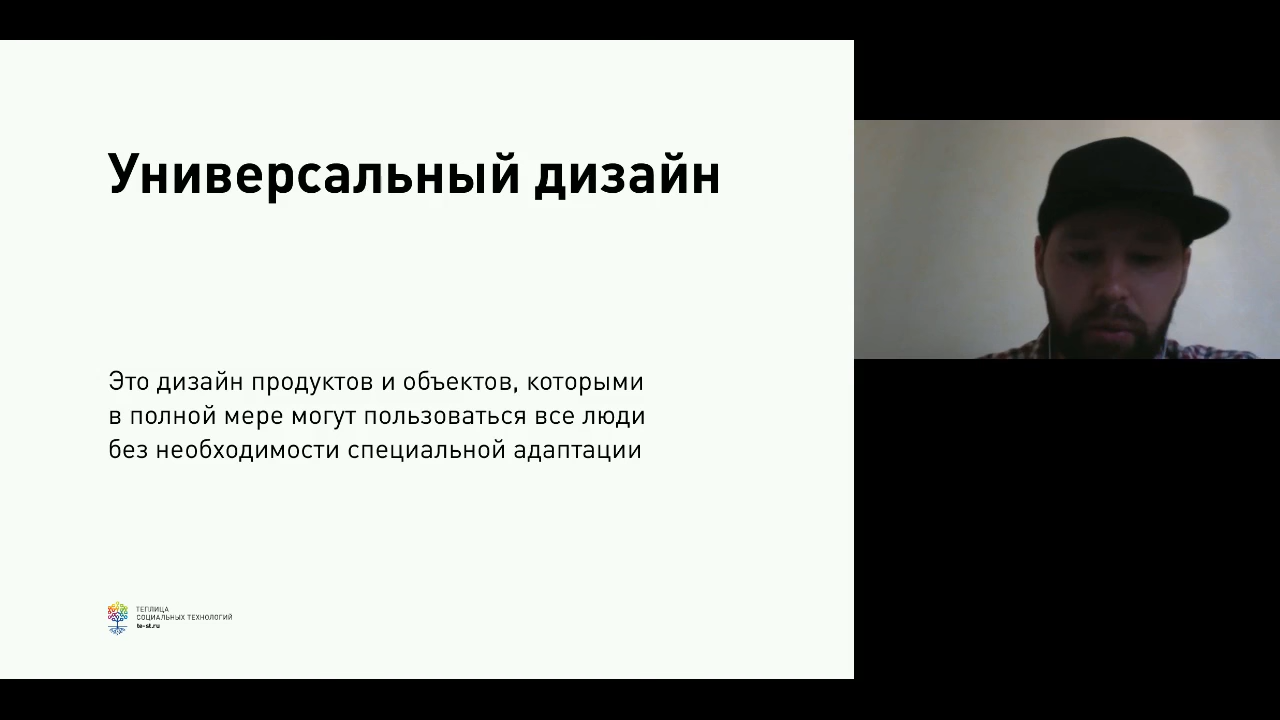 Универсальный дизайн
Это дизайн продуктов и объектов, которыми
в полной мере могут пользоваться все люди
без необходимости специальной адаптации
ТЕПЛИЦА
СОЦИАЛЬНЫХ ТЕХНОЛОГИЙ
te-st.ru